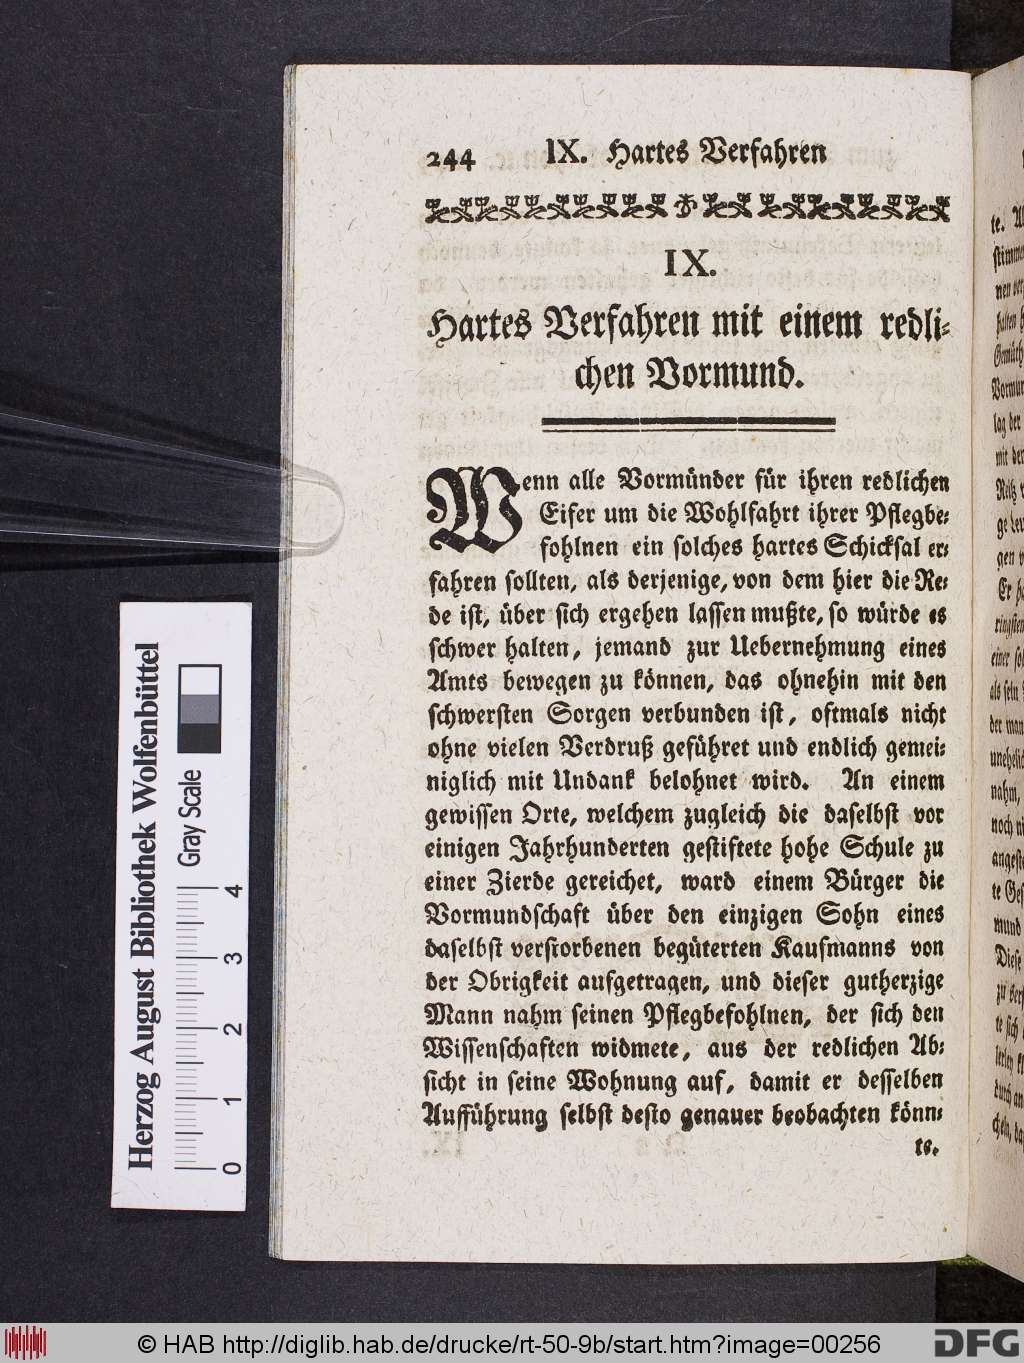 244 IX. Hartes Verfahren
IX.
Hartes Verfahren mit einem redli-
chen Vormund.
Wenn alle Vormünder für ihren redlichen
Eifer um die Wohlfahrt ihrer Pflegbe-
fohlnen ein solches hartes Schicksal er-
fahren sollten, als derjenige, von dem hier die Re-
de ist, über sich ergehen lassen mußte, so würde es
schwer halten, jemand zur Uebernehmung eines
Amts bewegen zu können, das ohnehin mit den
schwersten Sorgen verbunden ist, oftmals nicht
ohne vielen Verdruß geführet und endlich gemei-
niglich mit Undank belohnet wird. An einem
gewissen Orte, welchem zugleich die daselbst vor
einigen Jahrhunderten gestiftete hohe Schule zu
einer Zierde gereichet, ward einem Bürger die
Vormundschaft über den einzigen Sohn eines
daselbst verstorbenen begüterten Kaufmanns von
der Obrigkeit aufgetragen, und dieser gutherzige
Mann nahm seinen Pflegbefohlnen, der sich den
Wissenschaften widmete, aus der redlichen Ab-
sicht in seine Wohnung auf, damit er desselben
Aufführung selbst desto genauer beobachten könn-
te.
Herzog August Bibliothek Wolfenbüttel
Gray Scale
0 1 2 3 4
© HAB http://diglib.hab.de/drucke/rt-50-9b/start.htm?image=00256
DFG